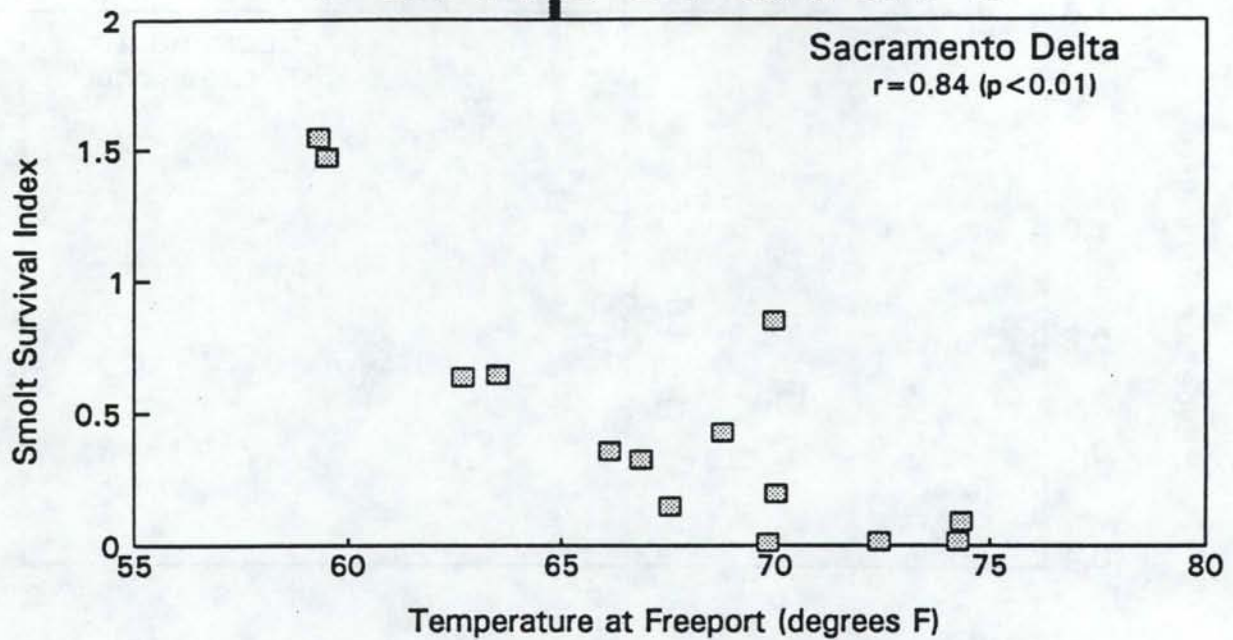 Sacramento Delta
r=0.84 (p<0.01)
Smolt Survival Index
2
1.5
1
0.5
0
55 60 65 70 75 80
Temperature at Freeport (degrees F)